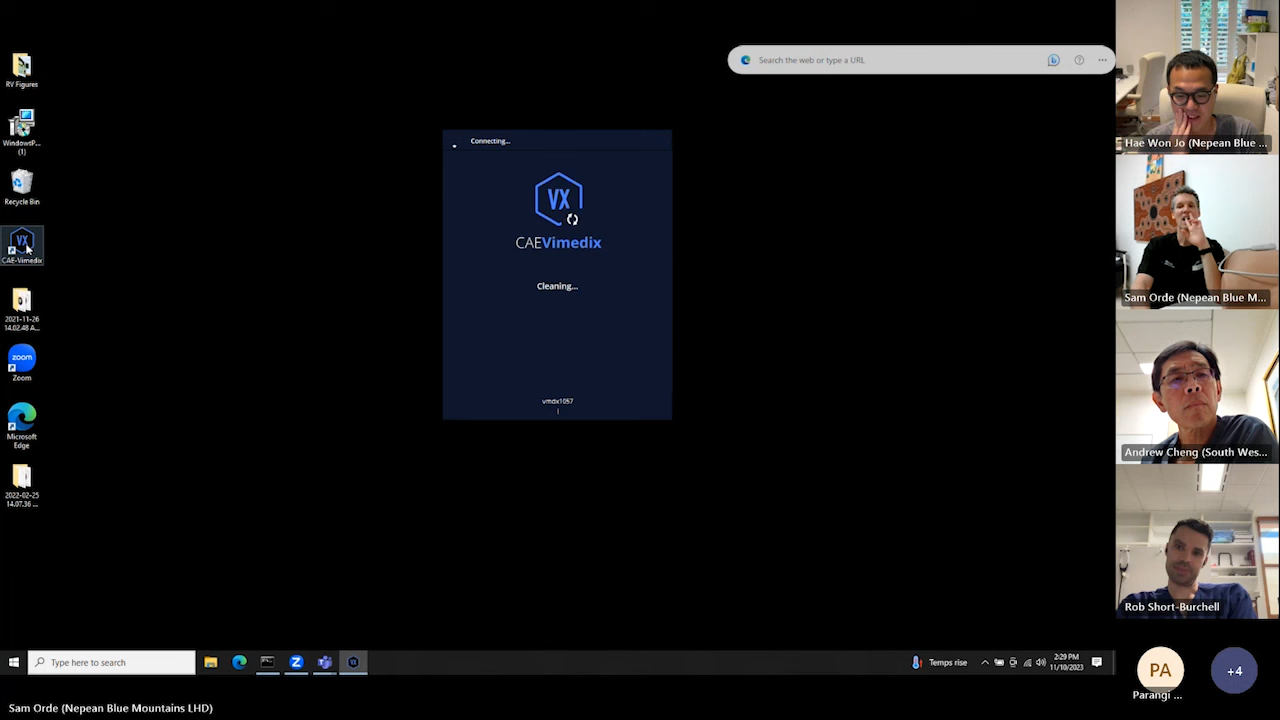 RV Figures
WindowsP...
(1)
Recycle Bin
VX
CAE-Vimedix
2021-11-26
14.02.48 A...
zoom
Zoom
Microsoft
Edge
2022-02-25
14.07.36 ...
Search the web or type a URL
Connecting...
VX
CAEVimedix
Cleaning...
vmdx1057
Hae Won Jo (Nepean Blue ...
Sam Orde (Nepean Blue M...
Andrew Cheng (South Wes...
Rob Short-Burchell
PA
Parangi ...
+4
Type here to search
Temps rise
2:29 PM
11/10/2023
Sam Orde (Nepean Blue Mountains LHD)